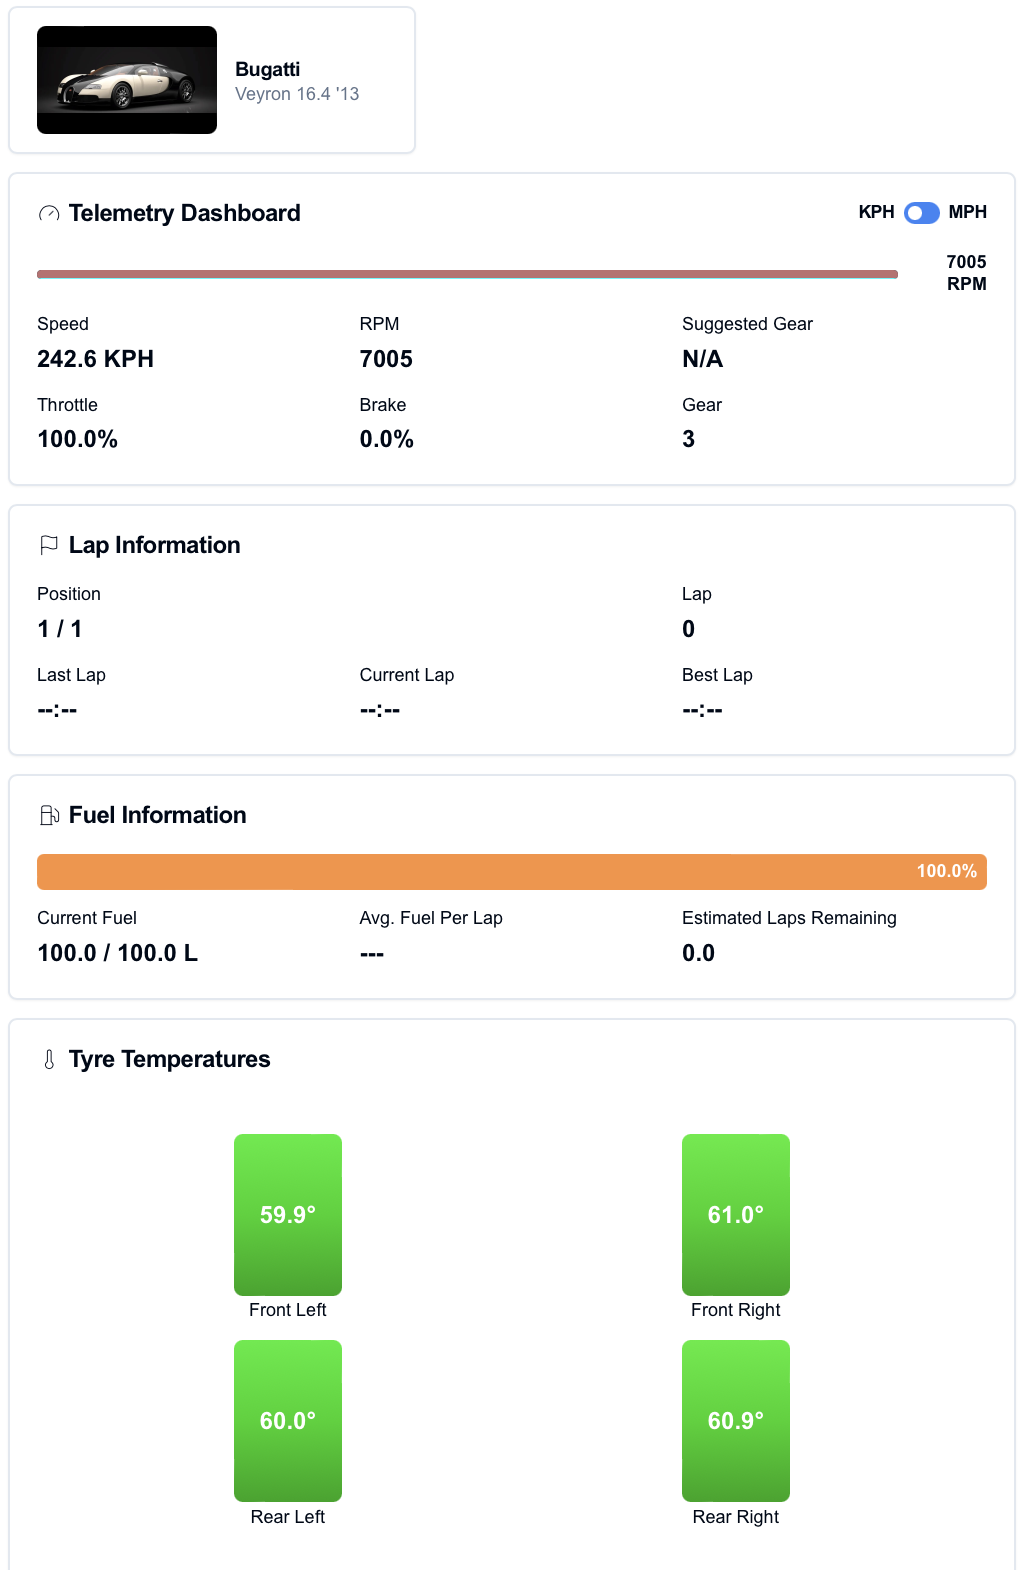 Bugatti
Veyron 16.4 '13
Telemetry Dashboard
KPH MPH
7005
RPM
Speed RPM Suggested Gear
242.6 KPH 7005 N/A
Throttle Brake Gear
100.0% 0.0% 3
Lap Information
Position Lap
1 / 1 0
Last Lap Current Lap Best Lap
--:-- --:-- --:--
Fuel Information
100.0%
Current Fuel Avg. Fuel Per Lap Estimated Laps Remaining
100.0 / 100.0 L --- 0.0
Tyre Temperatures
59.9° 61.0°
Front Left Front Right
60.0° 60.9°
Rear Left Rear Right